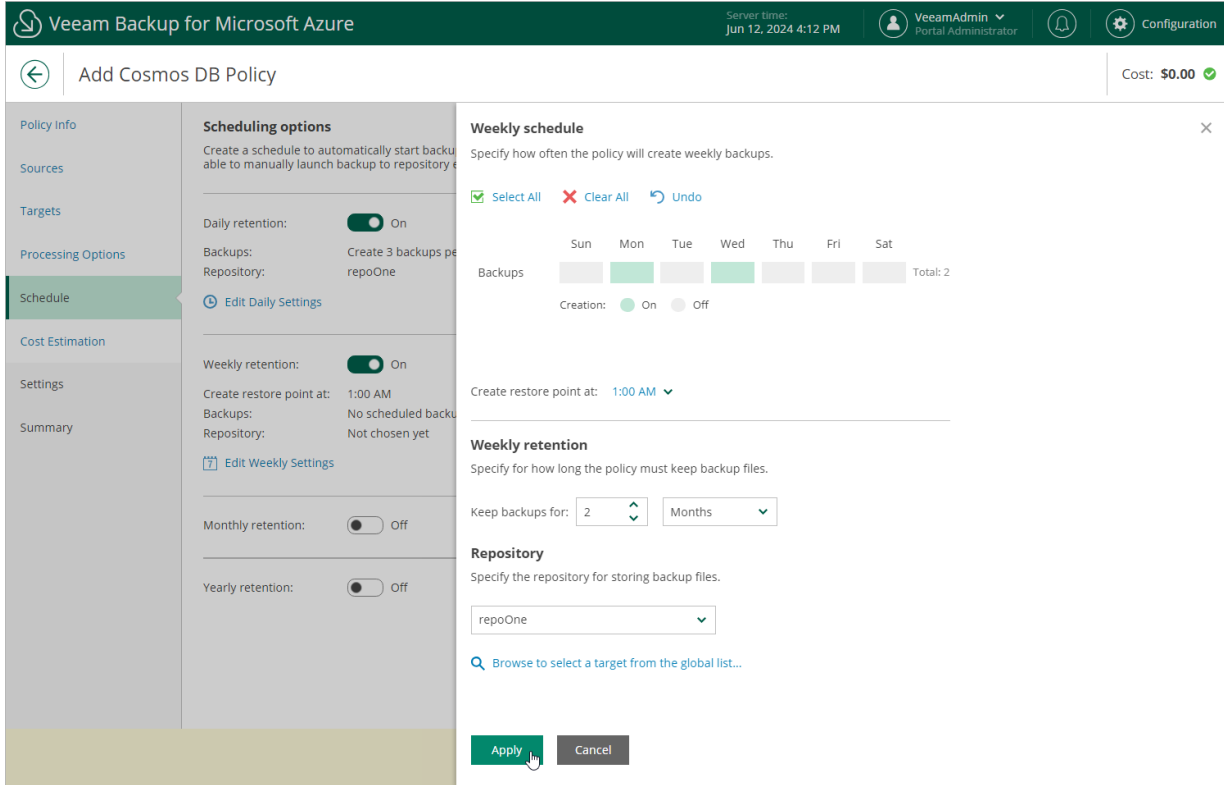 Veeam Backup for Microsoft Azure
Server time:
Jun 12, 2024 4:12 PM
VeeamAdmin
Portal Administrator
Configuration
Add Cosmos DB Policy
Cost: $0.00
Policy Info
Sources
Targets
Processing Options
Schedule
Cost Estimation
Settings
Summary
Scheduling options
Create a schedule to automatically start backu
able to manually launch backup to repository e
Daily retention: On
Backups: Create 3 backups pe
Repository: repoOne
Edit Daily Settings
Weekly retention: On
Create restore point at: 1:00 AM
Backups: No scheduled backu
Repository: Not chosen yet
7 Edit Weekly Settings
Monthly retention: Off
Yearly retention: Off
Weekly schedule
Specify how often the policy will create weekly backups.
Select All Clear All Undo
Sun Mon Tue Wed Thu Fri Sat
Backups Total: 2
Creation: On Off
Create restore point at: 1:00 AM
Weekly retention
Specify for how long the policy must keep backup files.
Keep backups for: 2 Months
Repository
Specify the repository for storing backup files.
repoOne
Browse to select a target from the global list...
Apply Cancel